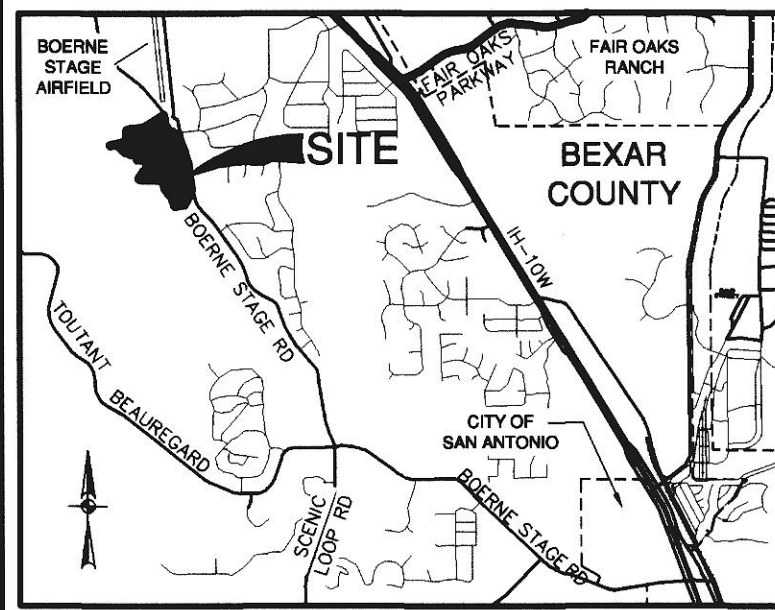 BOERNE
STAGE
AIRFIELD
FAIR OAKS
PARKWAY
FAIR OAKS
RANCH
SITE
BEXAR
COUNTY
BOERNE STAGE RD
IH-10W
TOUTANT
BEAUREGARD
CITY OF
SAN ANTONIO
SCENIC
LOOP RD
BOERNE STAGE RD